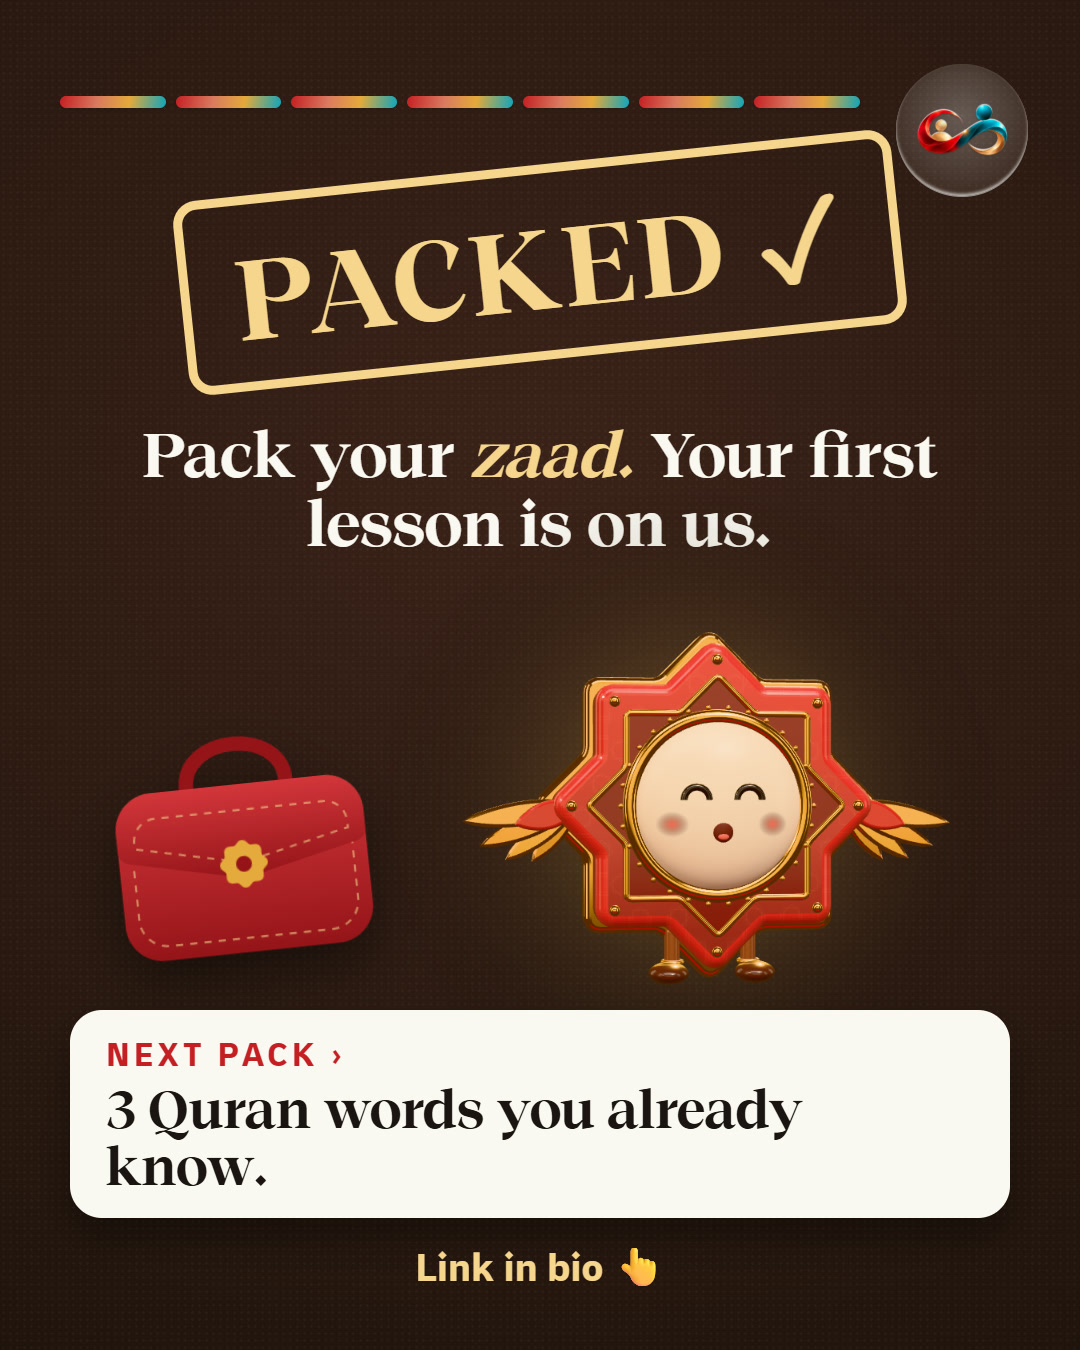 PACKED ✓
Pack your zaad. Your first
lesson is on us.
NEXT PACK ›
3 Quran words you already
know.
Link in bio 👆